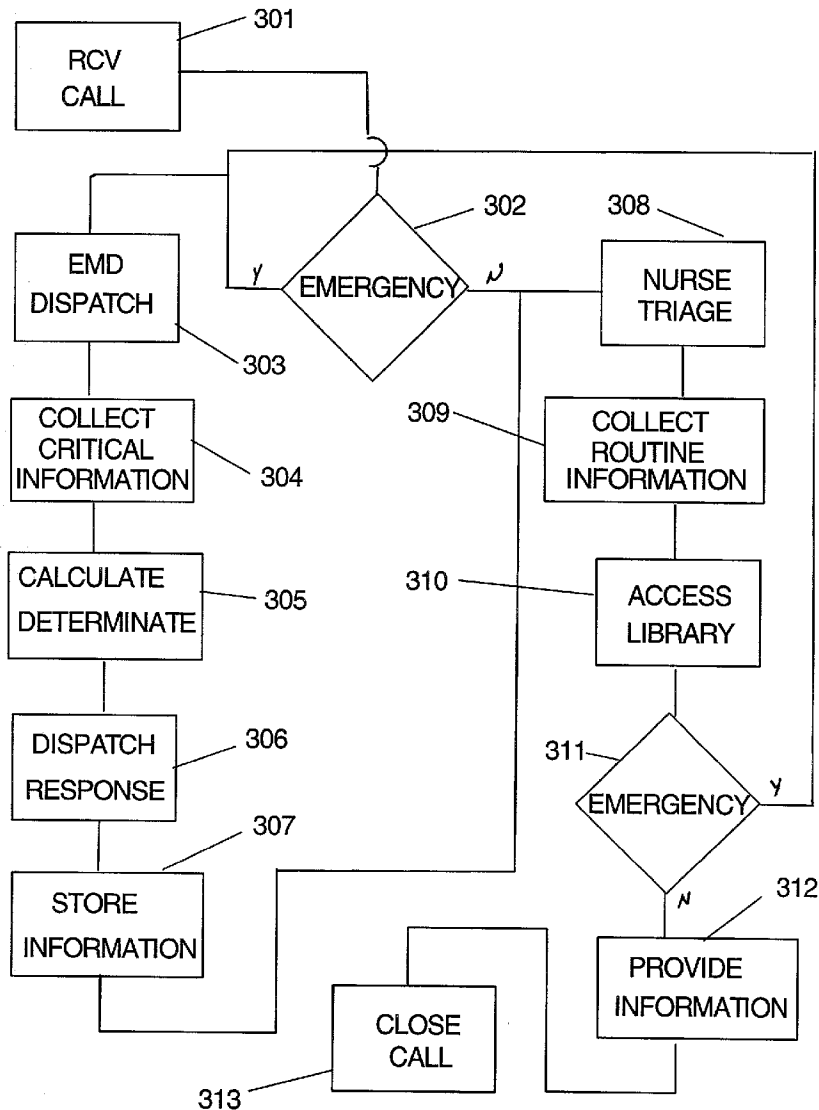 301
RCV
CALL
302
EMERGENCY
Y
N
308
NURSE
TRIAGE
EMD
DISPATCH
303
COLLECT
CRITICAL
INFORMATION
304
309
COLLECT
ROUTINE
INFORMATION
CALCULATE
DETERMINATE
305
310
ACCESS
LIBRARY
DISPATCH
RESPONSE
306
311
EMERGENCY
Y
N
307
STORE
INFORMATION
312
PROVIDE
INFORMATION
CLOSE
CALL
313